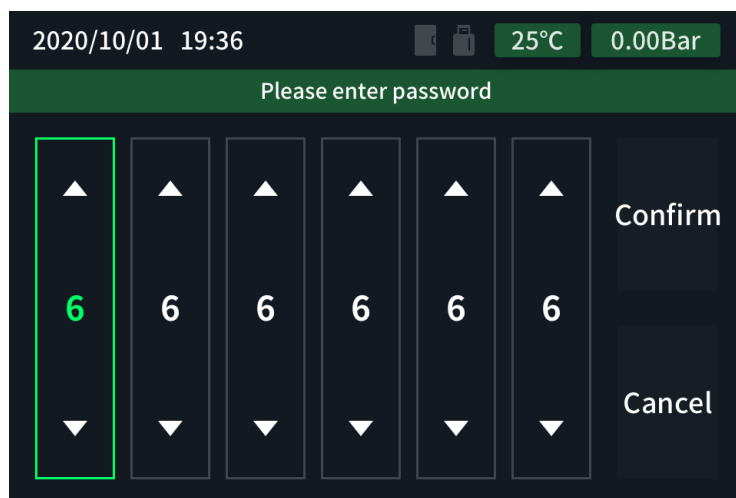 2020/10/01 19:36 25℃ 0.00Bar
Please enter password
6 6 6 6 6 6
Confirm
Cancel